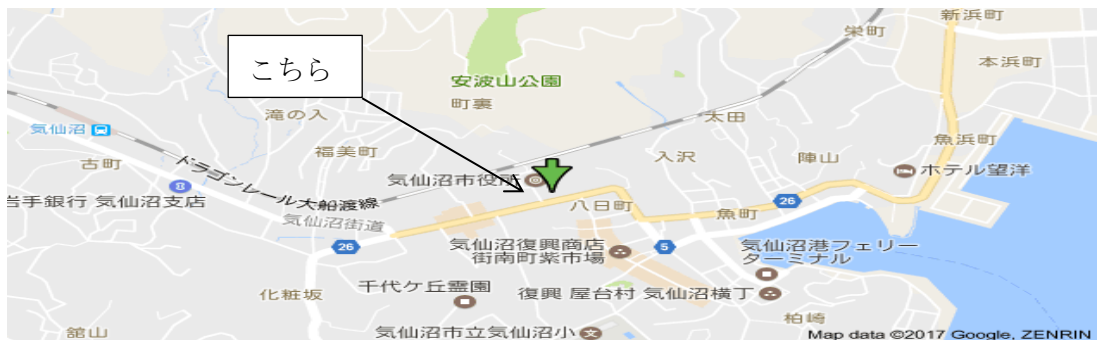 新浜町
栄町
本浜町
こちら
安波山公園
町裏
滝の入
太田
気仙沼
福美町
魚浜町
古町
入沢
陣山
ドラゴンレール大船渡線
気仙沼市役所
ホテル望洋
岩手銀行 気仙沼支店
八日町
26
気仙沼街道
魚町
26
気仙沼復興商店
街南町紫市場
5
気仙沼港フェリー
ターミナル
化粧坂
千代ケ丘霊園
復興 屋台村 気仙沼横丁
柏崎
舘山
気仙沼市立気仙沼小
文
Map data ©2017 Google, ZENRIN